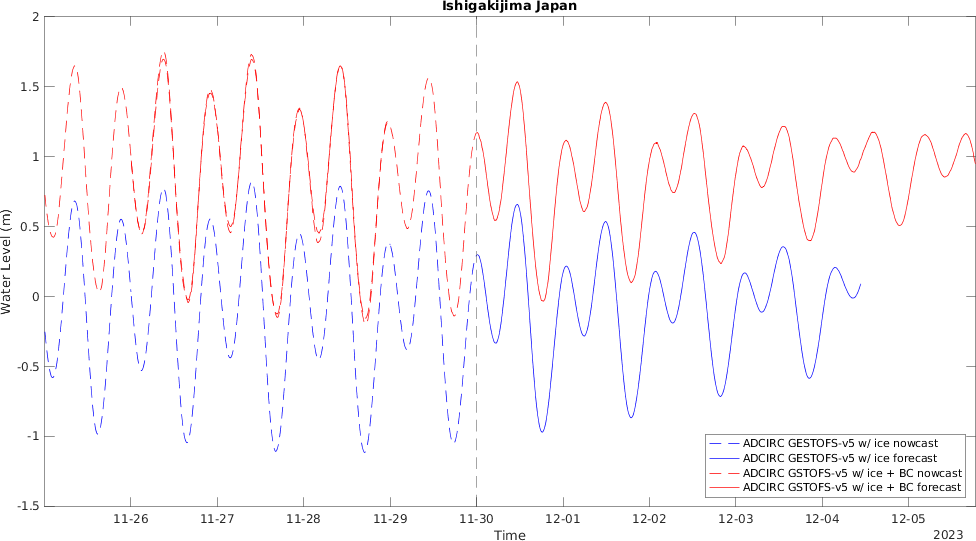 Ishigakijima Japan
2
1.5
1
0.5
0
-0.5
-1
-1.5
Water Level (m)
11-26
11-27
11-28
11-29
11-30
12-01
12-02
12-03
12-04
12-05
Time
2023
ADCIRC GESTOFS-v5 w/ ice nowcast
ADCIRC GESTOFS-v5 w/ ice forecast
ADCIRC GSTOFS-v5 w/ ice + BC nowcast
ADCIRC GSTOFS-v5 w/ ice + BC forecast